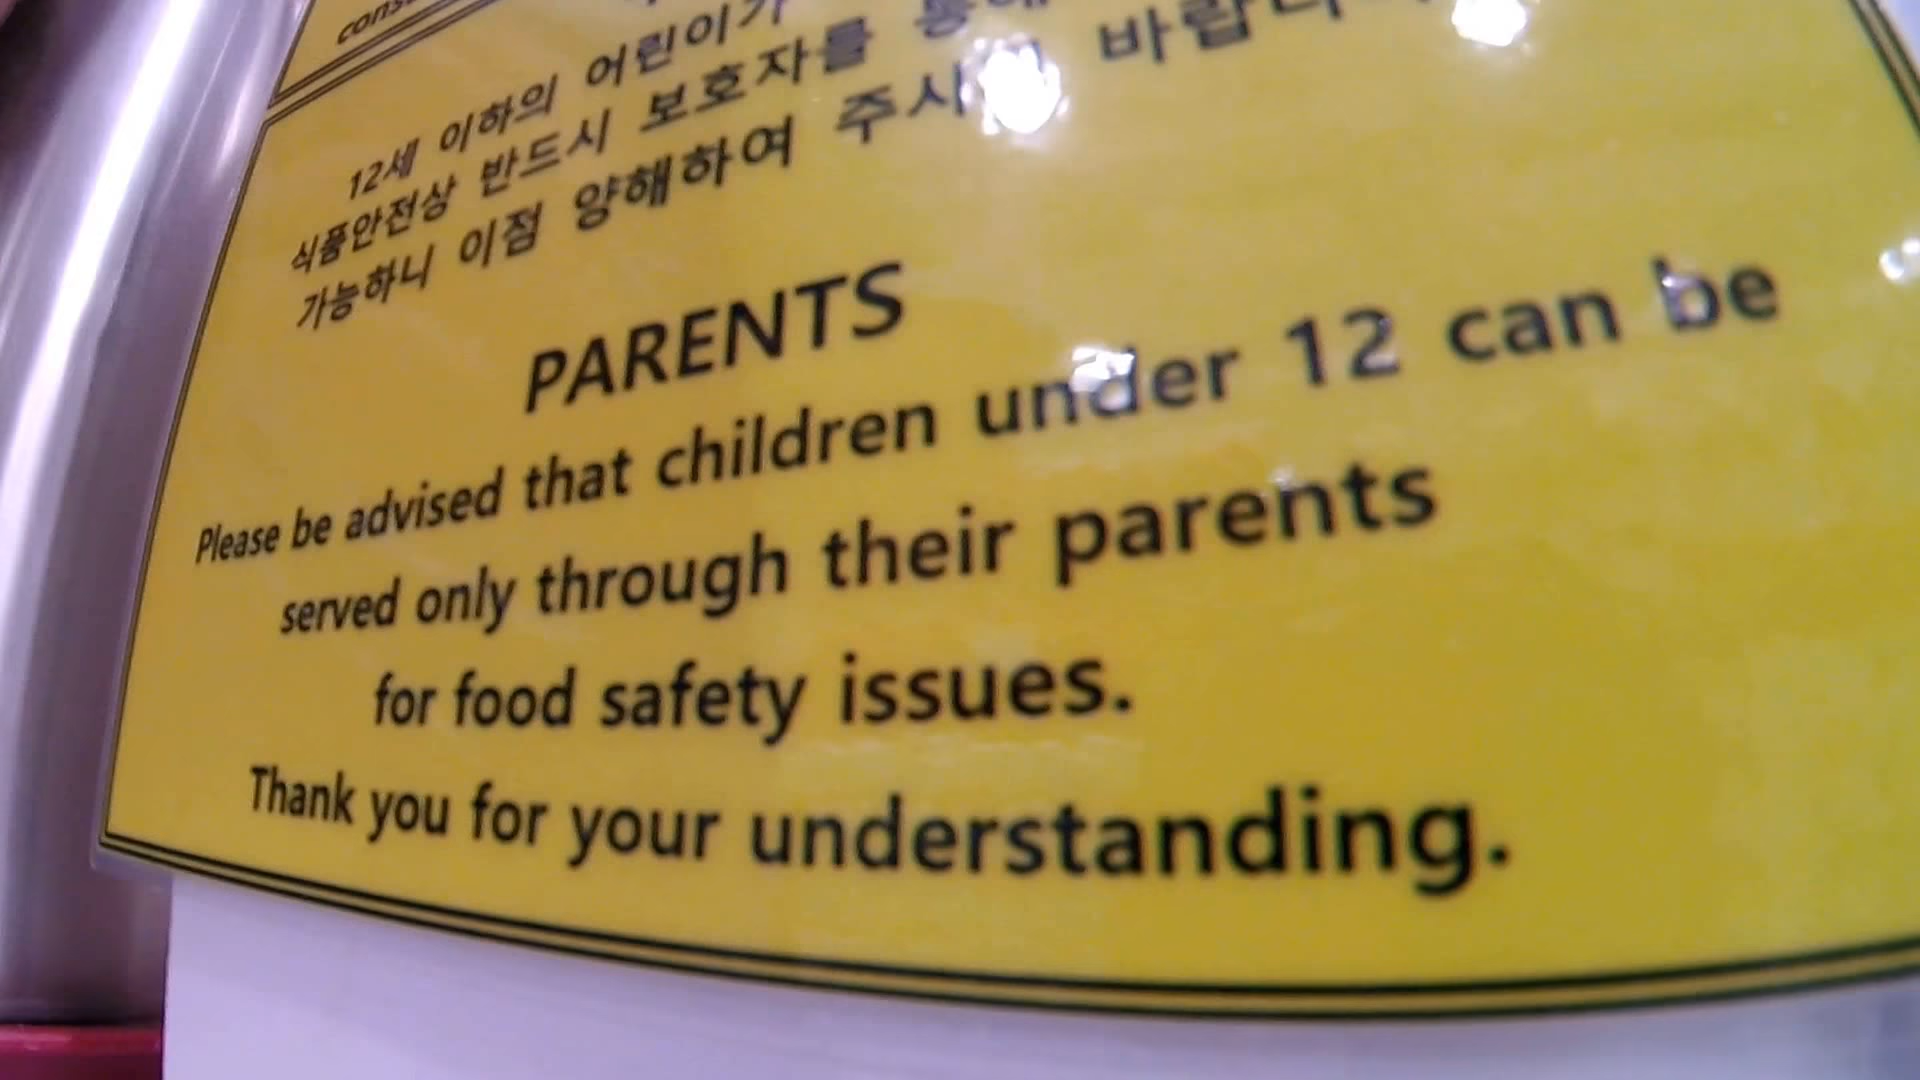 12세 이하의 어린이가
식품안전상 반드시 보호자를 통해
가능하니 이점 양해하여 주시 바랍니다
PARENTS
Please be advised that children under 12 can be
served only through their parents
for food safety issues.
Thank you for your understanding.